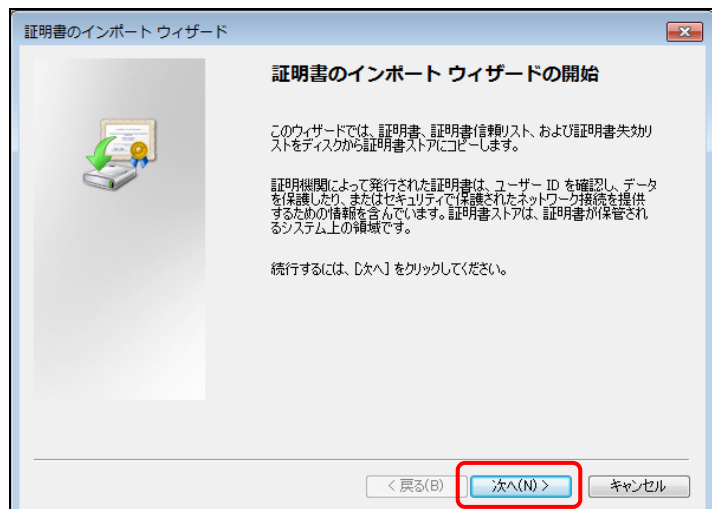 証明書のインポート ウィザード
証明書のインポート ウィザードの開始
このウィザードでは、証明書、証明書信頼リスト、および証明書失効リ
ストをディスクから証明書ストアにコピーします。
証明機関によって発行された証明書は、ユーザー ID を確認し、データ
を保護したり、またはセキュリティで保護されたネットワーク接続を提供
するための情報を含んでいます。証明書ストアは、証明書が保管され
るシステム上の領域です。
続行するには、[次へ] をクリックしてください。
< 戻る(B)
次へ(N) >
キャンセル